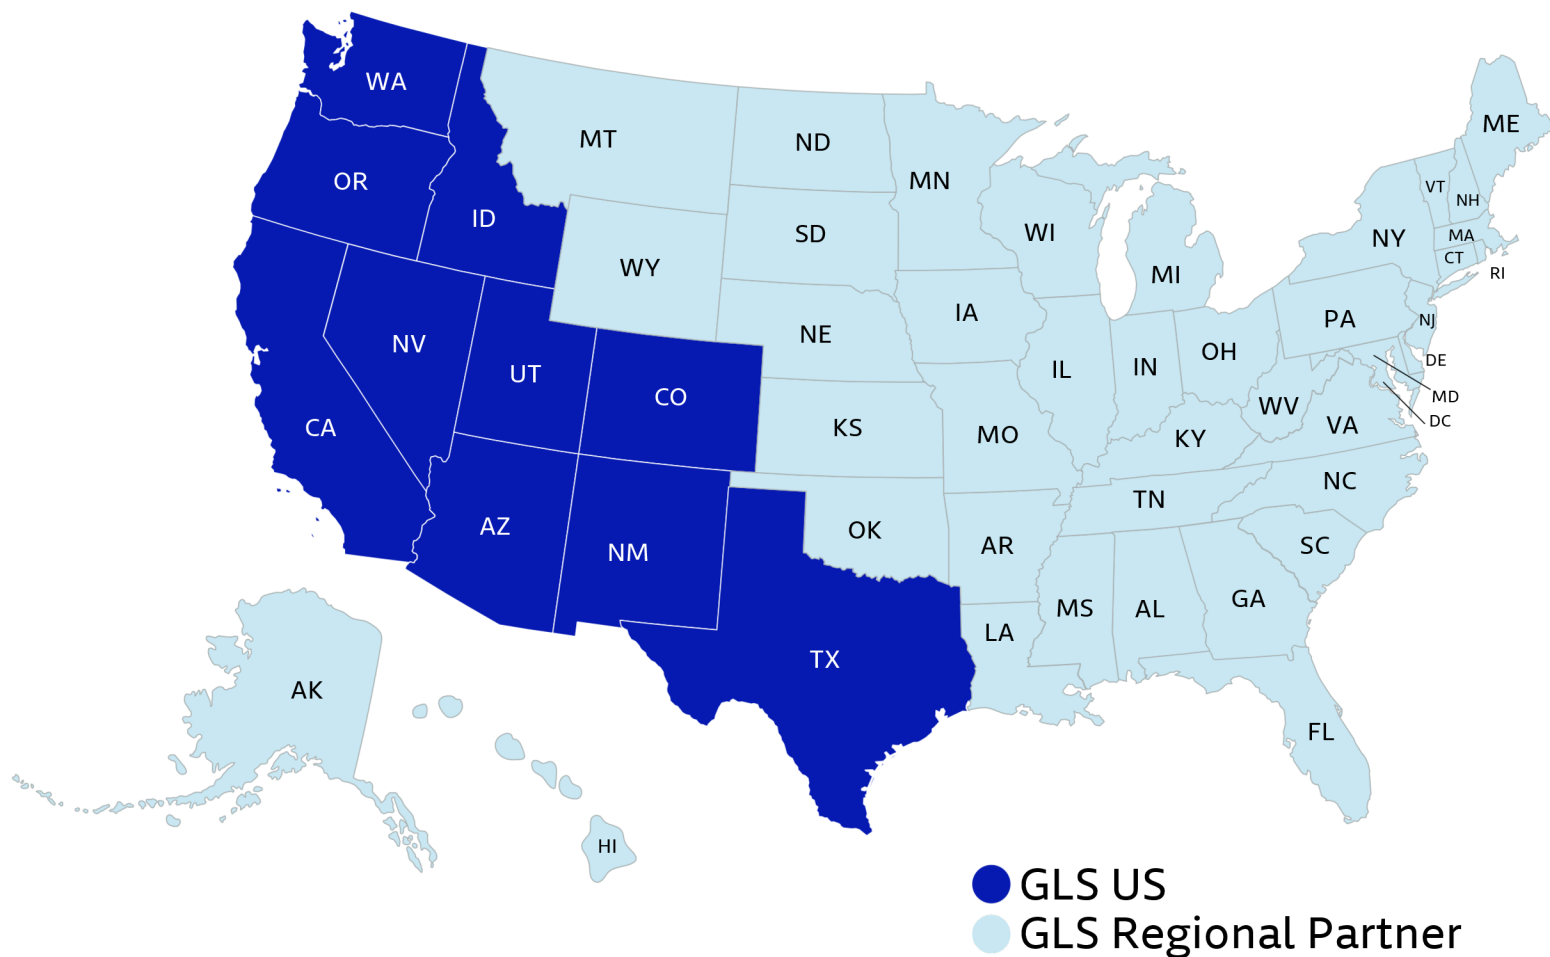 WA
MT
ND
MN
ME
OR
ID
SD
WI
MI
NY
VT
NH
MA
CT
RI
WY
NE
IA
PA
NJ
NV
UT
CO
CA
KS
MO
IL
IN
OH
WV
VA
DE
MD
DC
KY
NC
AZ
NM
OK
AR
TN
SC
TX
LA
MS
AL
GA
FL
AK
HI
GLS US
GLS Regional Partner